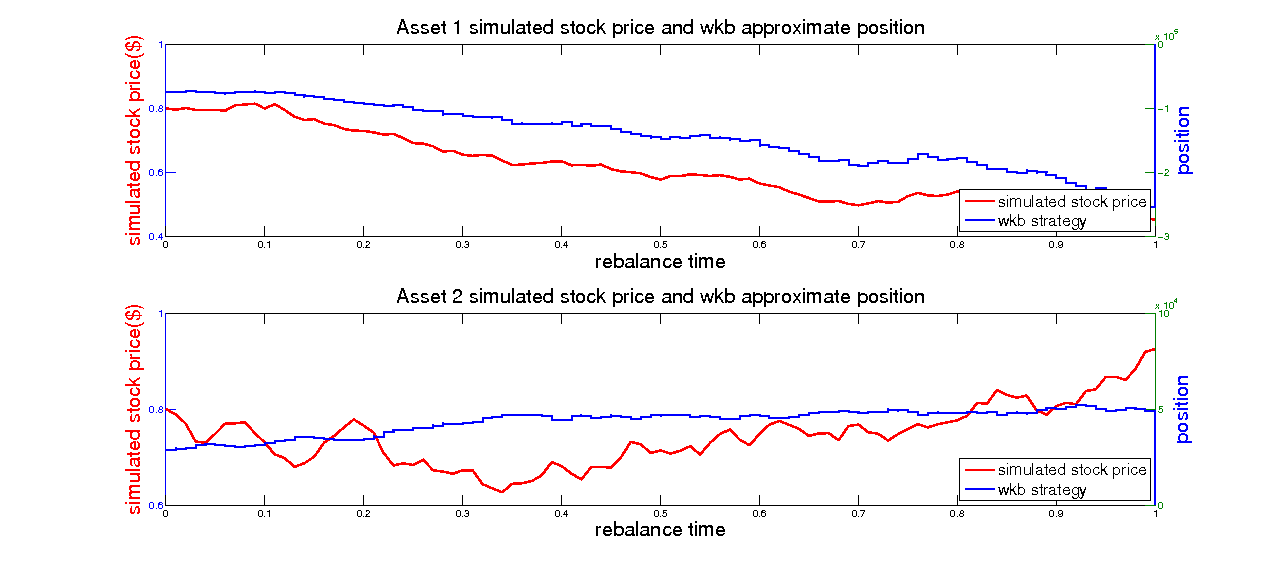 Asset 1 simulated stock price and wkb approximate position
x 10^5
simulated stock price($)
1
0.8
0.6
0.4
0
-1
-2
-3
position
simulated stock price
wkb strategy
0 0.1 0.2 0.3 0.4 0.5 0.6 0.7 0.8 0.9 1
rebalance time
Asset 2 simulated stock price and wkb approximate position
x 10^4
simulated stock price($)
1
0.8
0.6
10
5
0
position
simulated stock price
wkb strategy
0 0.1 0.2 0.3 0.4 0.5 0.6 0.7 0.8 0.9 1
rebalance time